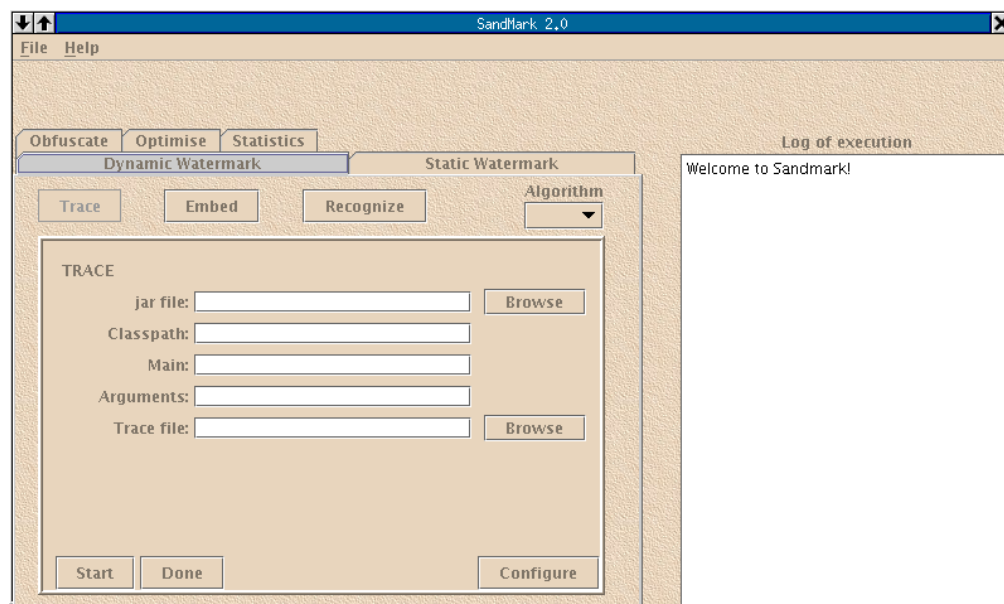 SandMark 2.0
File Help
Obfuscate Optimise Statistics
Log of execution
Dynamic Watermark Static Watermark
Welcome to Sandmark!
Trace Embed Recognize
Algorithm
TRACE
jar file: Browse
Classpath:
Main:
Arguments:
Trace file: Browse
Start Done Configure